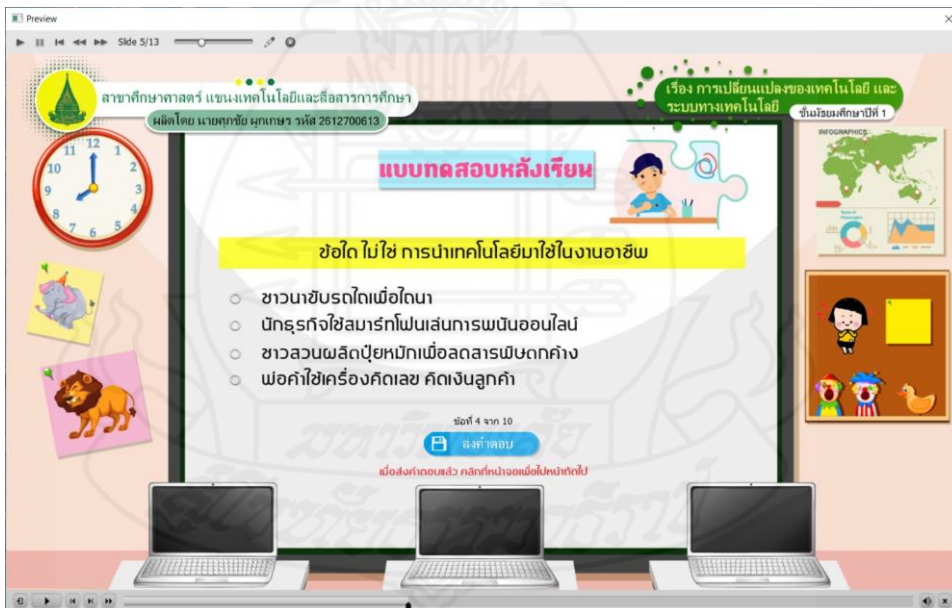 Preview
Slide 5/13
สาขาศึกษาศาสตร์ แขนงเทคโนโลยีและสื่อสารการศึกษา
ผลิตโดย นายศุภชัย ผุกเกษร รหัส 2612700613
เรื่อง การเปลี่ยนแปลงของเทคโนโลยี และ
ระบบทางเทคโนโลยี
ชั้นมัธยมศึกษาปีที่ 1
แบบทดสอบหลังเรียน
ข้อใด ไม่ใช่ การนำเทคโนโลยีมาใช้ในงานอาชีพ
ชาวนาขับรถไถเพื่อไถนา
นักธุรกิจใช้สมาร์ทโฟนเล่นการพนันออนไลน์
ชาวสวนผลิตปุ๋ยหมักเพื่อลดสารพิษตกค้าง
พ่อค้าใช้เครื่องคิดเลข คิดเงินลูกค้า
ข้อที่ 4 จาก 10
ส่งคำตอบ
เมื่อส่งคำตอบแล้ว คลิกที่หน้าจอเพื่อไปหน้าถัดไป
12
1
2
3
4
5
6
7
8
9
10
11
INFOGRAPHICS